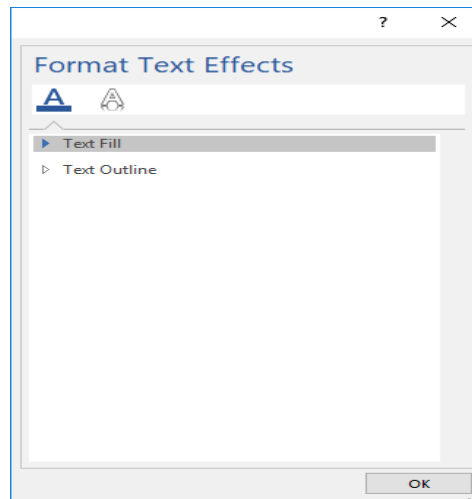 ?
Format Text Effects
A A
Text Fill
Text Outline
OK